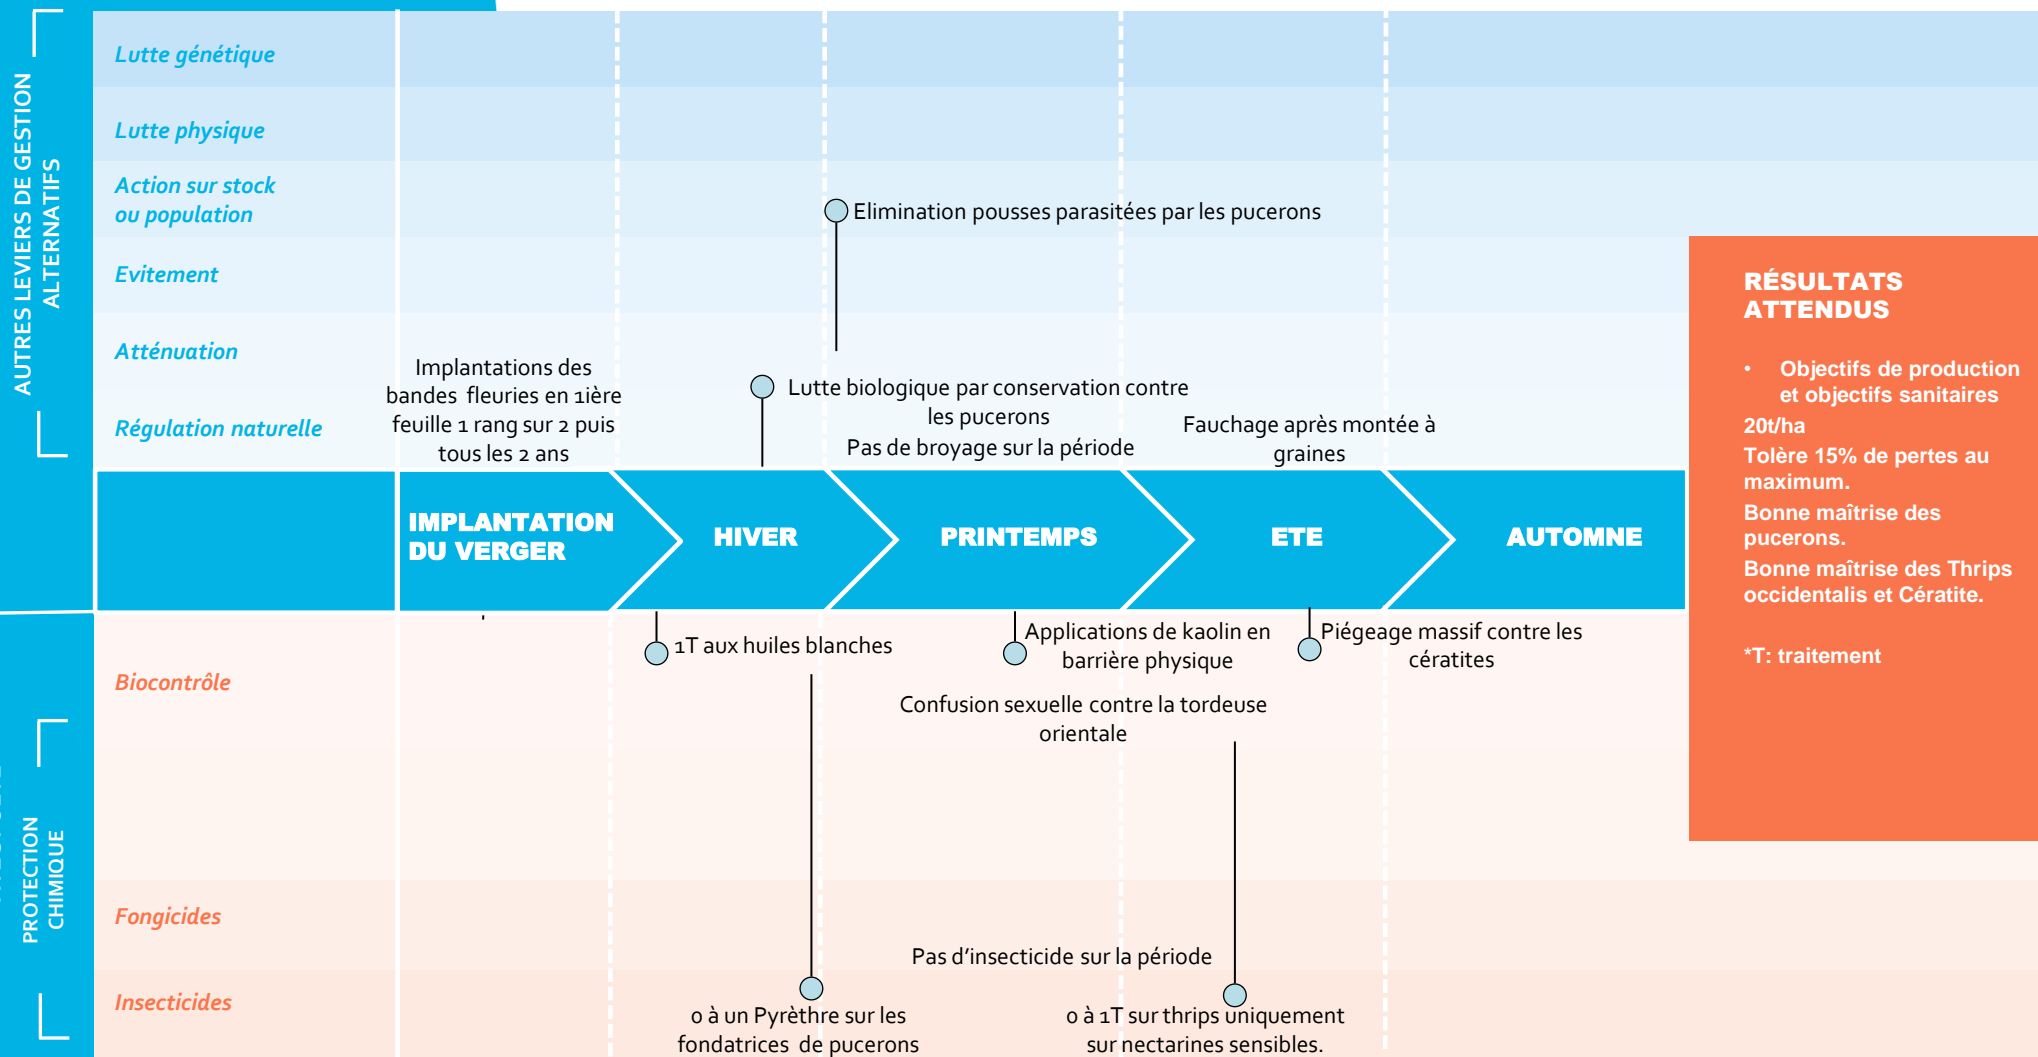 AUTRES LEVIERS DE GESTION
ALTERNATIFS
Lutte génétique
Lutte physique
Action sur stock
ou population
Elimination pousses parasitées par les pucerons
Evitement
Atténuation
Régulation naturelle
Implantations des
bandes fleuries en 1ière
feuille 1 rang sur 2 puis
tous les 2 ans
Lutte biologique par conservation contre
les pucerons
Pas de broyage sur la période
Fauchage après montée à
graines
IMPLANTATION
DU VERGER
HIVER
PRINTEMPS
ETE
AUTOMNE
PROTECTION
CHIMIQUE
Biocontrôle
1T aux huiles blanches
Applications de kaolin en
barrière physique
Piégeage massif contre les
cératites
Confusion sexuelle contre la tordeuse
orientale
Fongicides
Insecticides
Pas d'insecticide sur la période
0 à un Pyrèthre sur les
fondatrices de pucerons
0 à 1T sur thrips uniquement
sur nectarines sensibles.
RÉSULTATS
ATTENDUS
• Objectifs de production
et objectifs sanitaires
20t/ha
Tolère 15% de pertes au
maximum.
Bonne maîtrise des
pucerons.
Bonne maîtrise des Thrips
occidentalis et Cératite.
*T: traitement